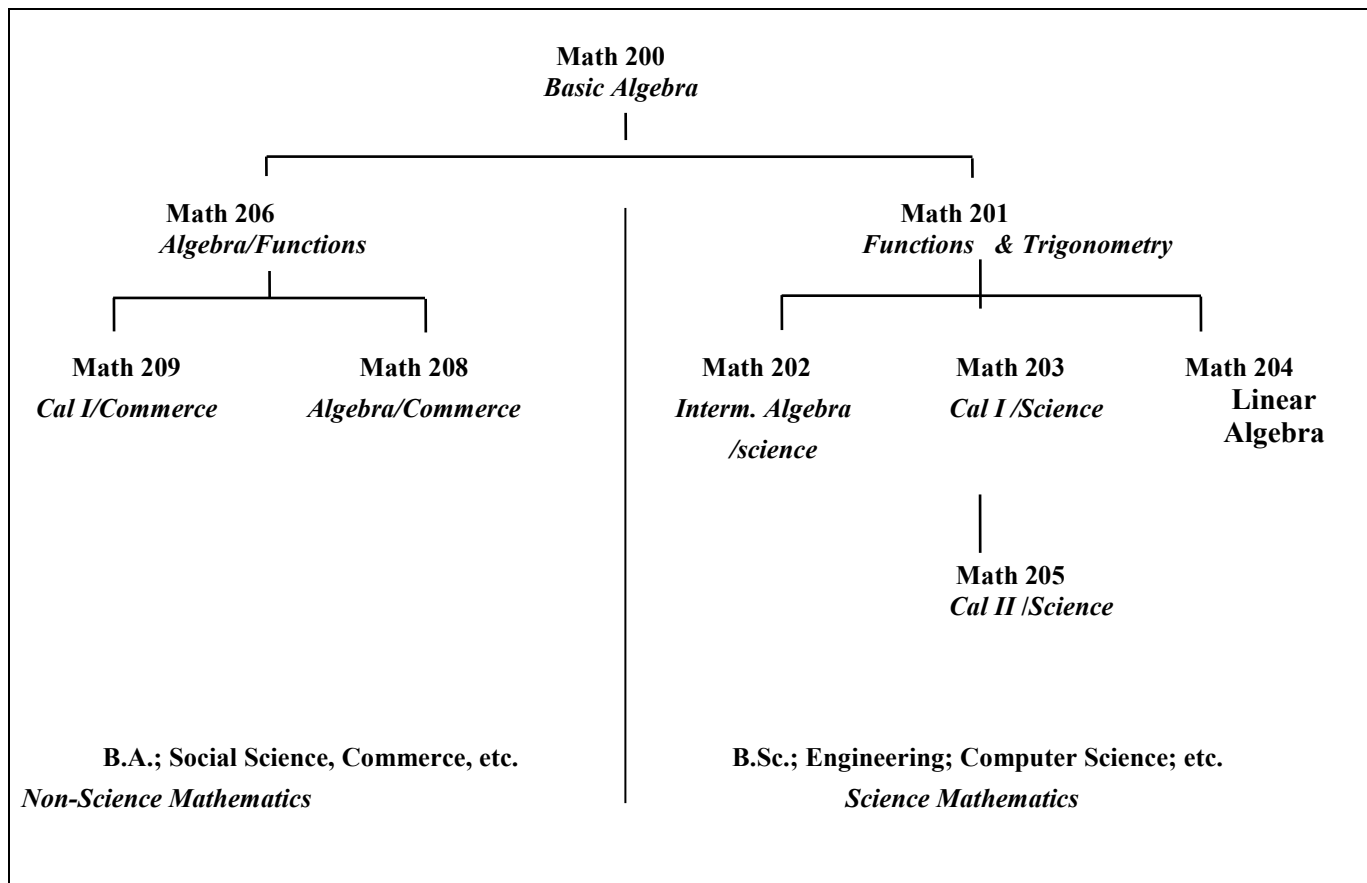 Math 200
Basic Algebra
Math 206
Algebra/Functions
Math 201
Functions & Trigonometry
Math 209
Cal I/Commerce
Math 208
Algebra/Commerce
Math 202
Interm. Algebra
/science
Math 203
Cal I /Science
Math 204
Linear
Algebra
Math 205
Cal II /Science
B.A.; Social Science, Commerce, etc.
Non-Science Mathematics
B.Sc.; Engineering; Computer Science; etc.
Science Mathematics